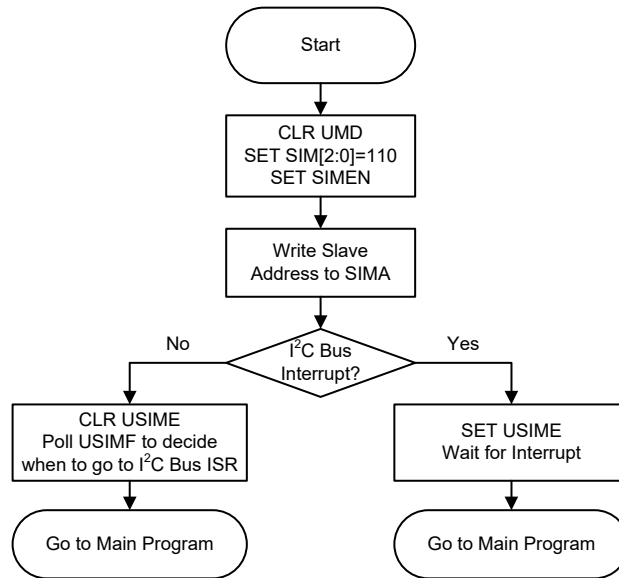 Start
CLR UMD
SET SIM[2:0]=110
SET SIMEN
Write Slave
Address to SIMA
I²C Bus
Interrupt?
No
Yes
CLR USIME
Poll USIMF to decide
when to go to I²C Bus ISR
SET USIME
Wait for Interrupt
Go to Main Program
Go to Main Program